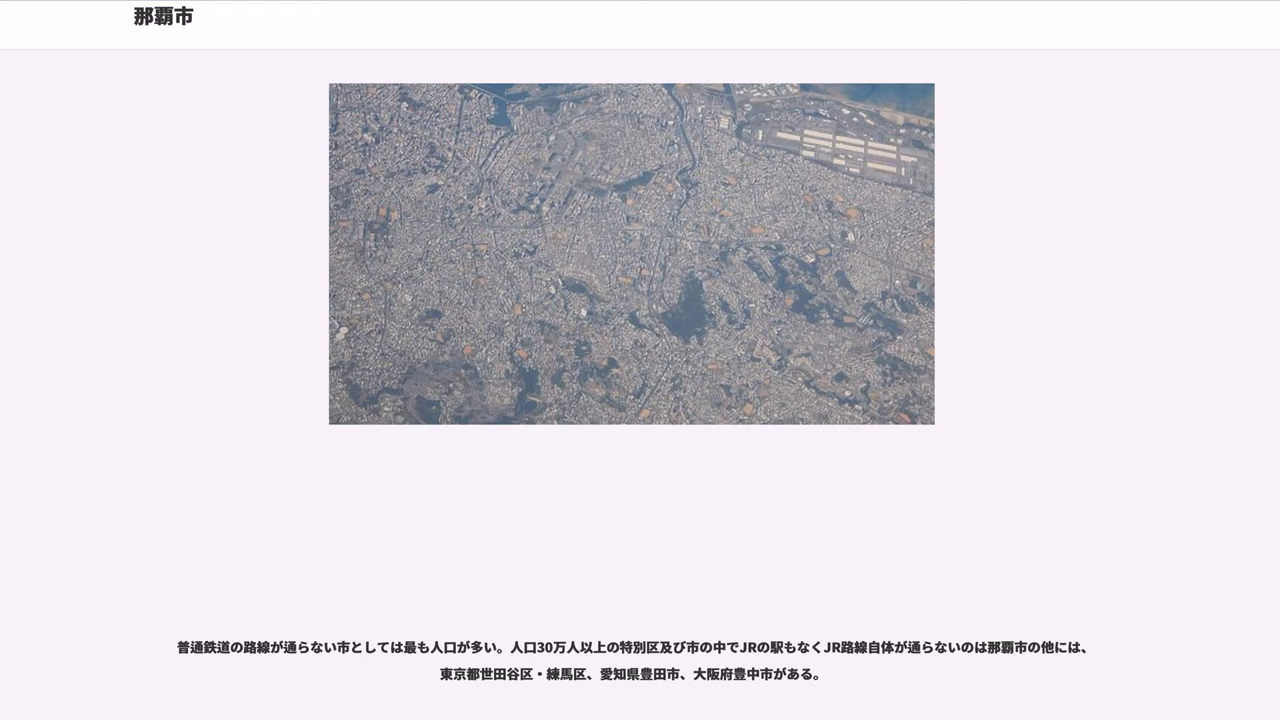 那覇市
普通鉄道の路線が通らない市としては最も人口が多い。人口30万人以上の特別区及び市の中でJRの駅もなくJR路線自体が通らないのは那覇市の他には、
東京都世田谷区・練馬区、愛知県豊田市、大阪府豊中市がある。